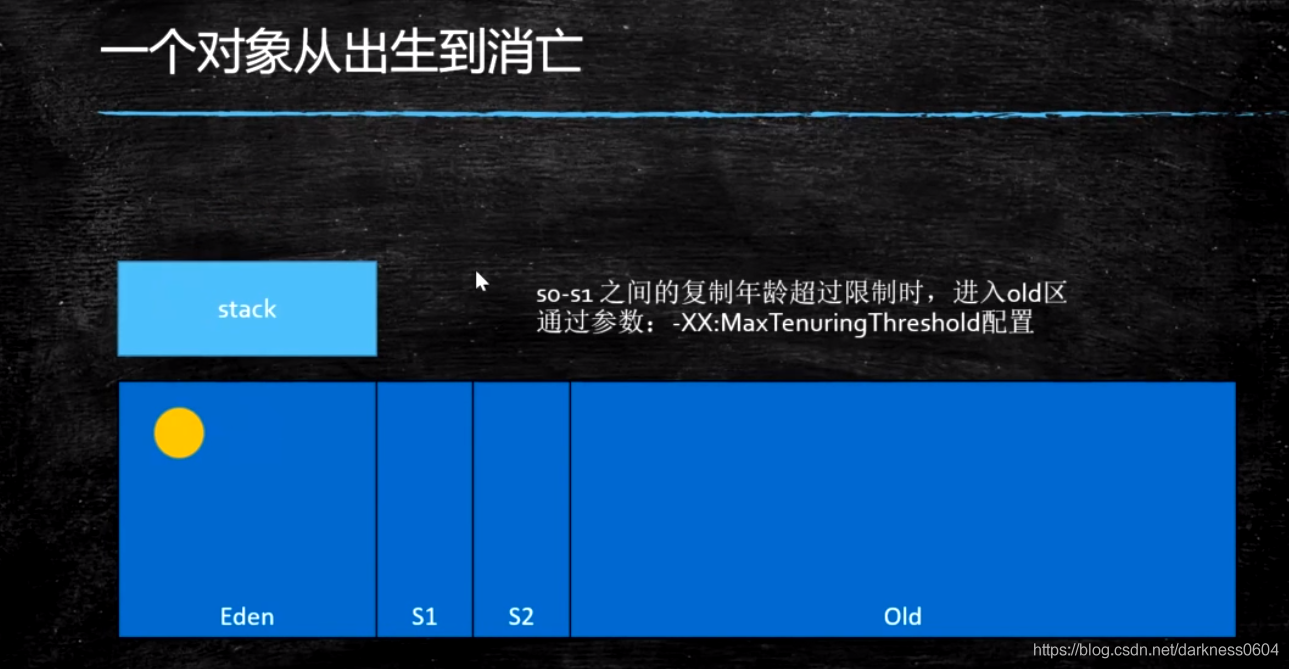 一个对象从出生到消亡
stack
s0-s1 之间的复制年龄超过限制时，进入old区
通过参数：-XX:MaxTenuringThreshold配置
Eden
S1
S2
Old
https://blog.csdn.net/darkness0604